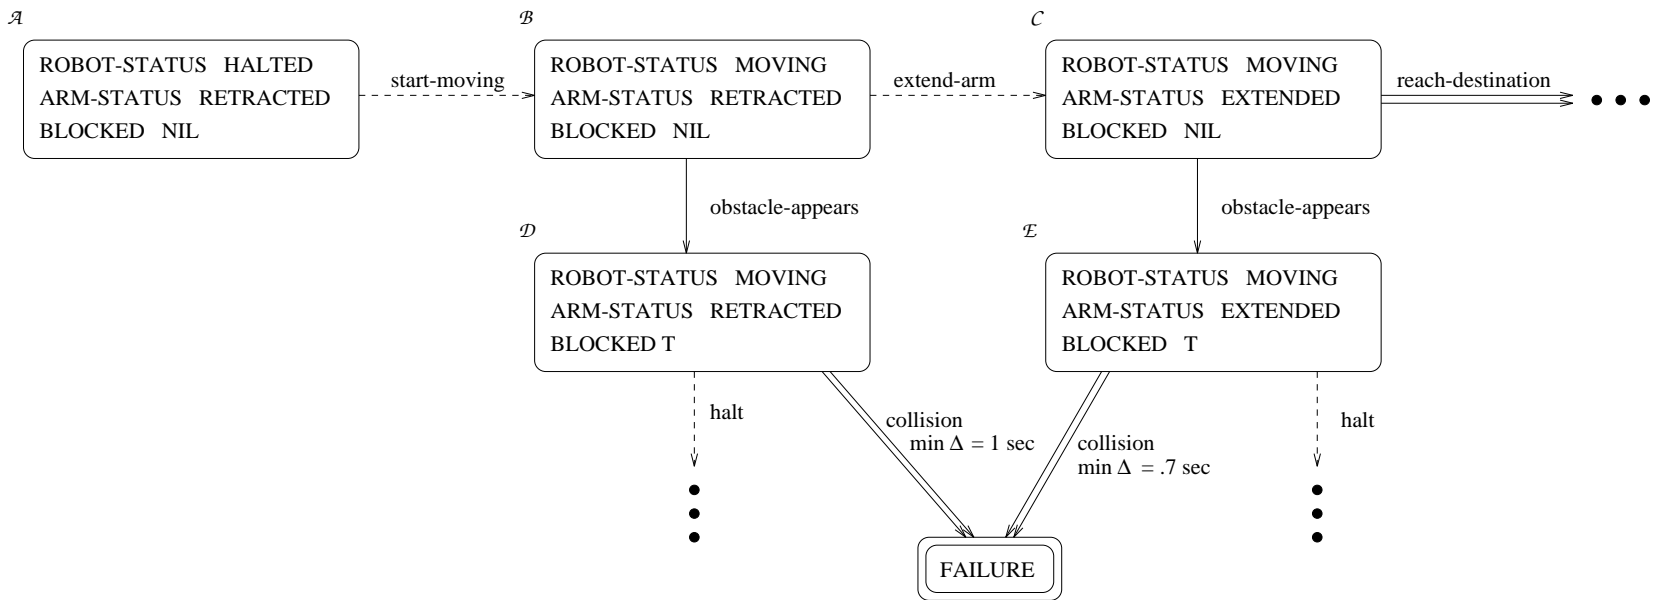 𝒜
ROBOT-STATUS HALTED
ARM-STATUS RETRACTED
BLOCKED NIL
start-moving
ℬ
ROBOT-STATUS MOVING
ARM-STATUS RETRACTED
BLOCKED NIL
extend-arm
𝒞
ROBOT-STATUS MOVING
ARM-STATUS EXTENDED
BLOCKED NIL
reach-destination
obstacle-appears
obstacle-appears
𝒟
ROBOT-STATUS MOVING
ARM-STATUS RETRACTED
BLOCKED T
ℰ
ROBOT-STATUS MOVING
ARM-STATUS EXTENDED
BLOCKED T
halt
collision
min Δ = 1 sec
collision
min Δ = .7 sec
halt
FAILURE